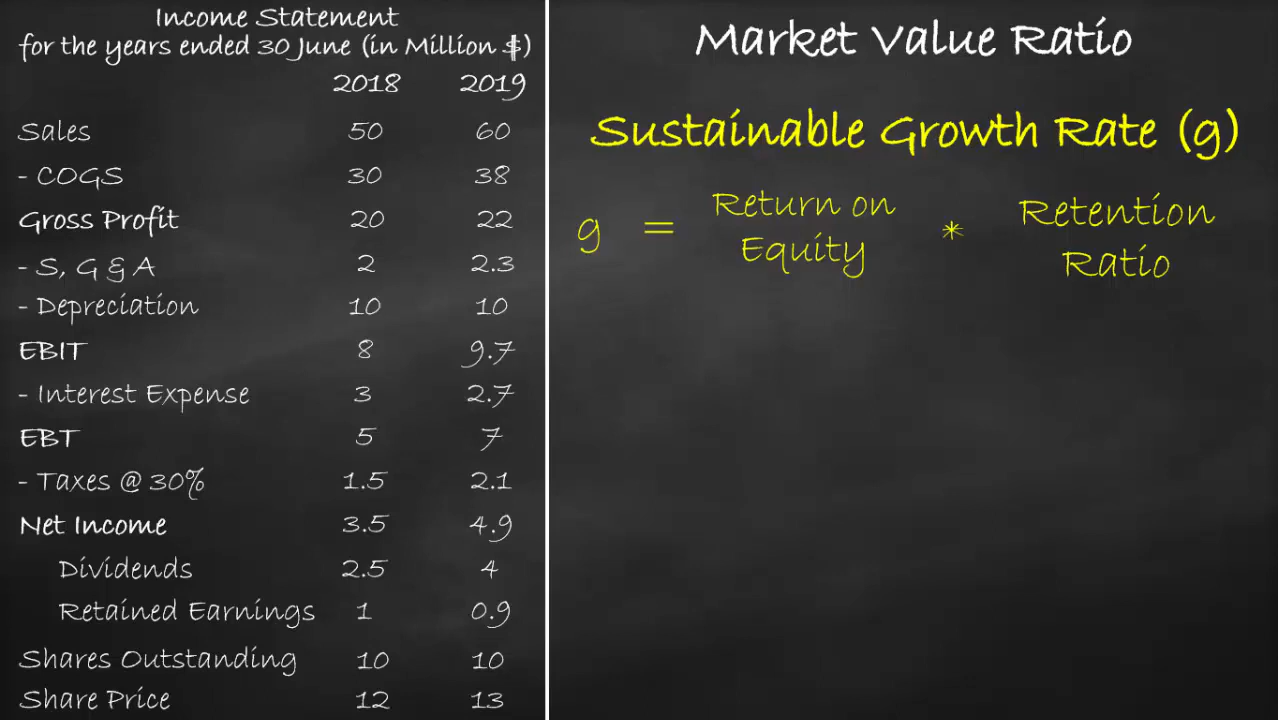 Income Statement
for the years ended 30 June (in Million $)
2018 2019
Sales 50 60
- COGS 30 38
Gross Profit 20 22
- S, G & A 2 2.3
- Depreciation 10 10
EBIT 8 9.7
- Interest Expense 3 2.7
EBT 5 7
- Taxes @ 30% 1.5 2.1
Net Income 3.5 4.9
Dividends 2.5 4
Retained Earnings 1 0.9
Shares Outstanding 10 10
Share Price 12 13
Market Value Ratio
Sustainable Growth Rate (g)
g = Return on Equity * Retention Ratio